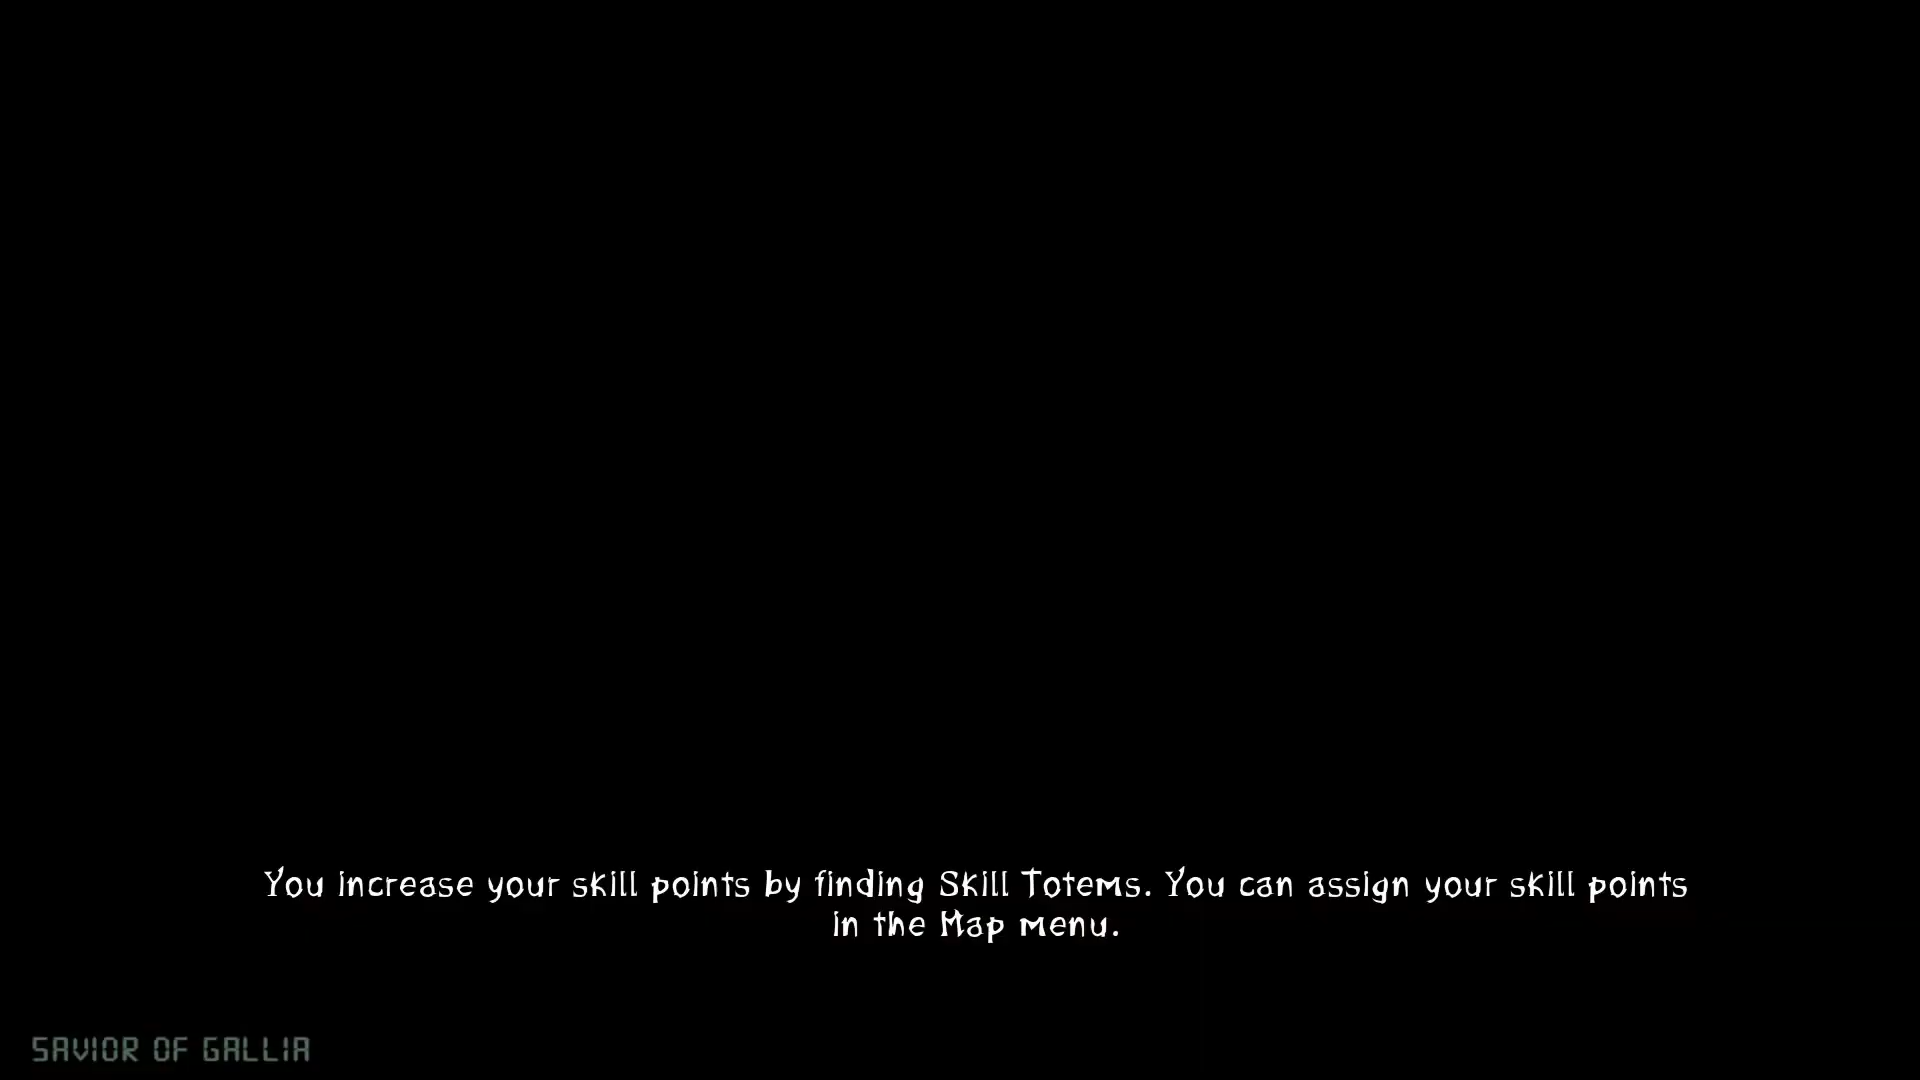 You increase your skill points by finding Skill Totems. You can assign your skill points
in the Map menu.
SAVIOR OF GALLIA